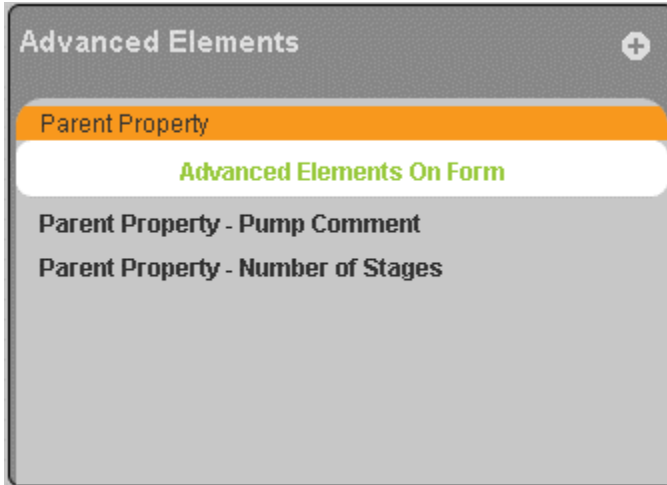 Advanced Elements
Parent Property
Advanced Elements On Form
Parent Property - Pump Comment
Parent Property - Number of Stages